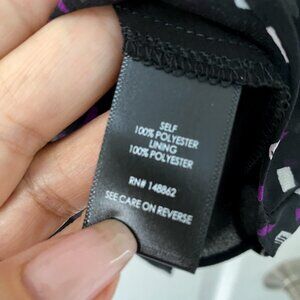 SELF
100% POLYESTER
LINING
100% POLYESTER
RN# 148862
SEE CARE ON REVERSE